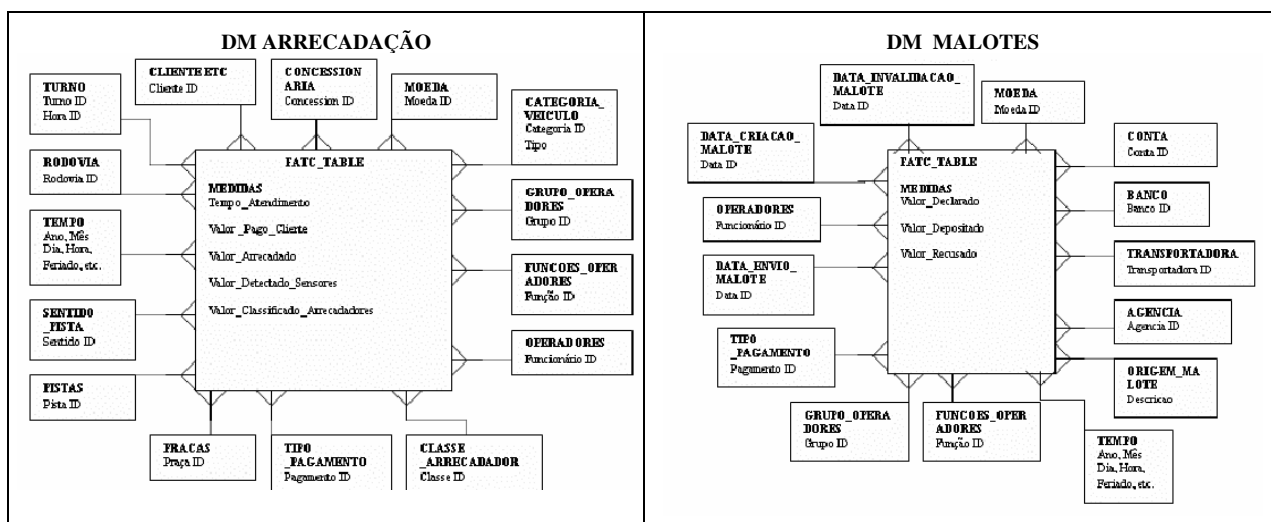 DM ARRECADAÇÃO
TURNO
Turno ID
Hora ID
CLIENTE ETC
Cliente ID
CONCESSION
ARIA
Concession ID
MOEDA
Moeda ID
CATEGORIA_
VEICULO
Categoria ID
Tipo
RODOVIA
Rodovia ID
FATC_TABLE
MEDIDAS
Tempo_Atendimento
Valor_Pago_Cliente
Valor_Arrecadado
Valor_Detectado_Sensores
Valor_Classificado_Arrecadadores
GRUPO_OPERA
DORES
Grupo ID
TEMPO
Ano, Mês
Dia, Hora,
Feriado, etc.
FUNCOES_OPER
ADORES
Função ID
SENTIDO
_PISTA
Sentido ID
OPERADORES
Funcionário ID
PISTAS
Pista ID
PRACAS
Praça ID
TIPO
_PAGAMENTO
Pagamento ID
CLASSE
_ARRECADADOR
Classe ID
DM MALOTES
DATA_INVALIDACAO_
MALOTE
Data ID
MOEDA
Moeda ID
DATA_CRIACAO_
MALOTE
Data ID
CONTA
Conta ID
FATC_TABLE
MEDIDAS
Valor_Declarado
Valor_Depositado
Valor_Recusado
OPERADORES
Funcionário ID
BANCO
Banco ID
DATA_ENVIO_
MALOTE
Data ID
TRANSPORTADORA
Transportadora ID
AGENCIA
Agencia ID
TIPO
_PAGAMENTO
Pagamento ID
ORIGEM_MA
LOTE
Descricao
GRUPO_OPERA
DORES
Grupo ID
FUNCOES_OPER
ADORES
Função ID
TEMPO
Ano, Mês
Dia, Hora,
Feriado, etc.